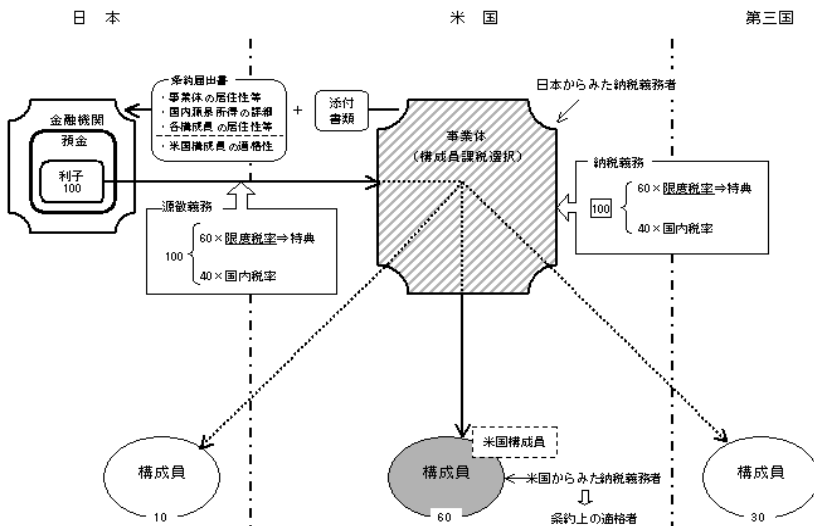 日 本
米 国
第三国
条約届出書
・事業体の居住性等
・国内源泉所得の詳細
・各構成員の居住性等
・米国構成員の適格性
+
添付
書類
日本からみた納税義務者
金融機関
預金
利子
100
事業体
(構成員課税選択)
納税義務
100
60×限度税率⇒特典
40×国内税率
源徴義務
100
60×限度税率⇒特典
40×国内税率
米国構成員
構成員
10
構成員
60
米国からみた納税義務者
条約上の適格者
構成員
30